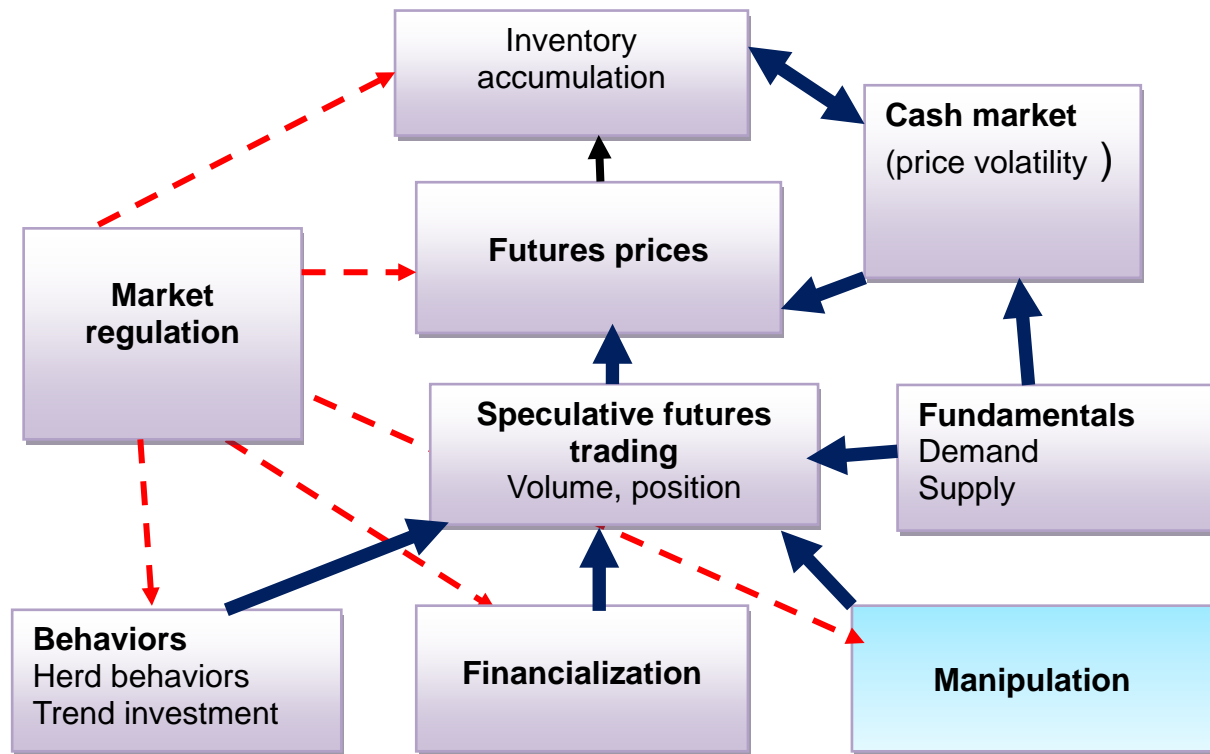 Inventory
accumulation
Cash market
(price volatility )
Futures prices
Market
regulation
Speculative futures
trading
Volume, position
Fundamentals
Demand
Supply
Behaviors
Herd behaviors
Trend investment
Financialization
Manipulation